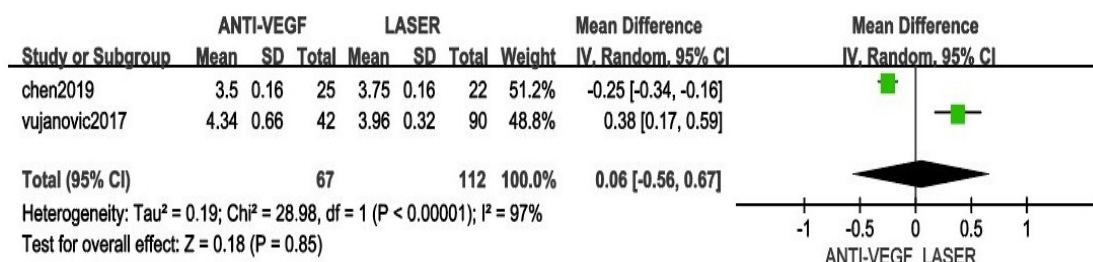 ANTI-VEGF LASER Mean Difference Mean Difference
Study or Subgroup Mean SD Total Mean SD Total Weight IV. Random. 95% CI IV. Random. 95% CI
chen2019 3.5 0.16 25 3.75 0.16 22 51.2% -0.25 [-0.34, -0.16]
vujanovic2017 4.34 0.66 42 3.96 0.32 90 48.8% 0.38 [0.17, 0.59]
Total (95% CI) 67 112 100.0% 0.06 [-0.56, 0.67]
Heterogeneity: Tau² = 0.19; Chi² = 28.98, df = 1 (P < 0.00001); I² = 97%
Test for overall effect: Z = 0.18 (P = 0.85)
-1 -0.5 0 0.5 1
ANTI-VEGF LASER